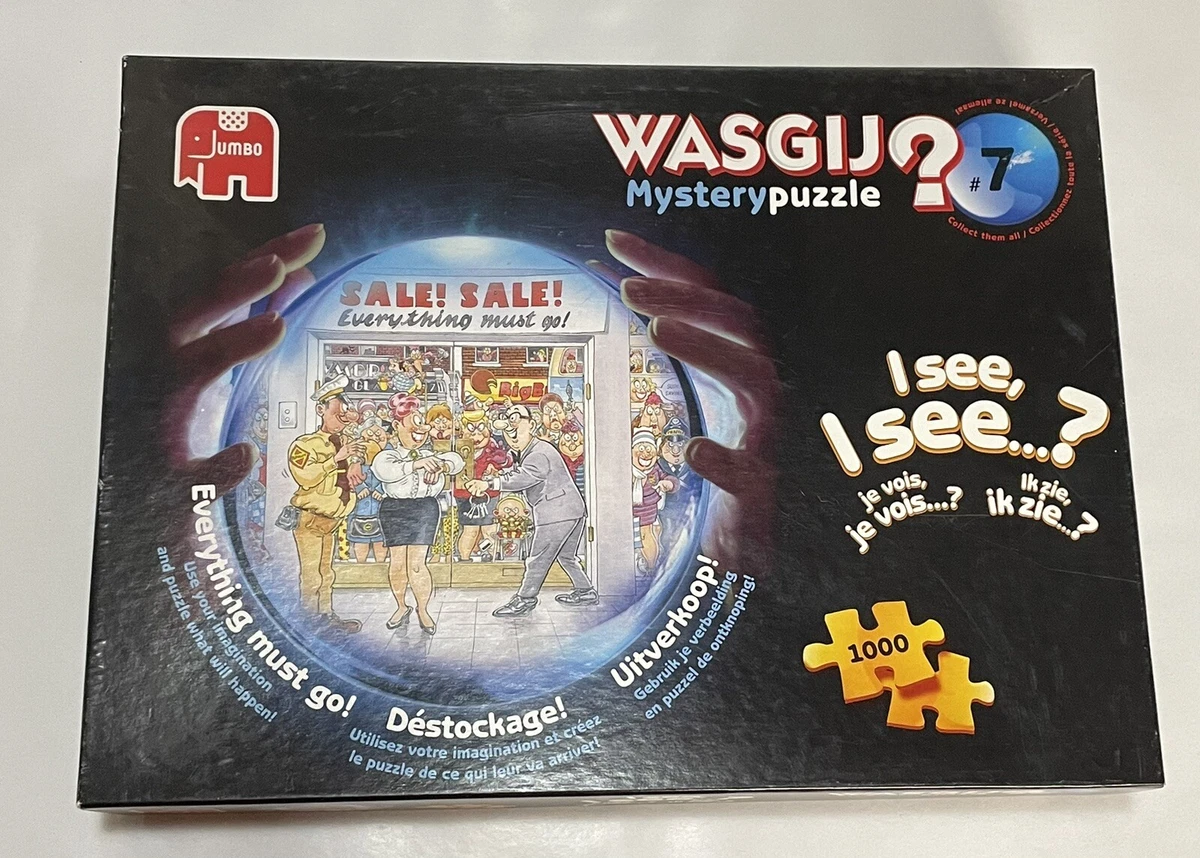 JUMBO
WASGIJ?
Mysterypuzzle
#7
Collect them all / Collectionnez toute la série / Verzamel ze allemaal
SALE! SALE!
Everything must go!
BigB
I see,
I see...?
je vois,
je vois...?
Ik zie,
ik zie...?
Everything must go!
Use your imagination
and puzzle what will happen!
Déstockage!
Utilisez votre imagination et créez
le puzzle de ce qui leur va arriver!
Uitverkoop!
Gebruik je verbeelding
en puzzel de ontknoping!
1000